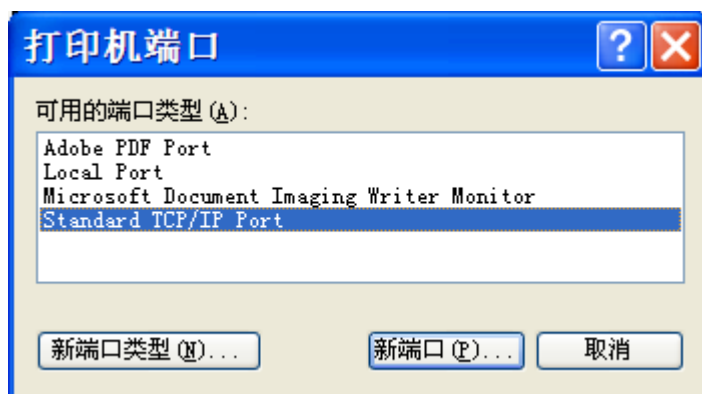 打印机端口
可用的端口类型(A):
Adobe PDF Port
Local Port
Microsoft Document Imaging Writer Monitor
Standard TCP/IP Port
新端口类型(N)... 新端口(P)... 取消